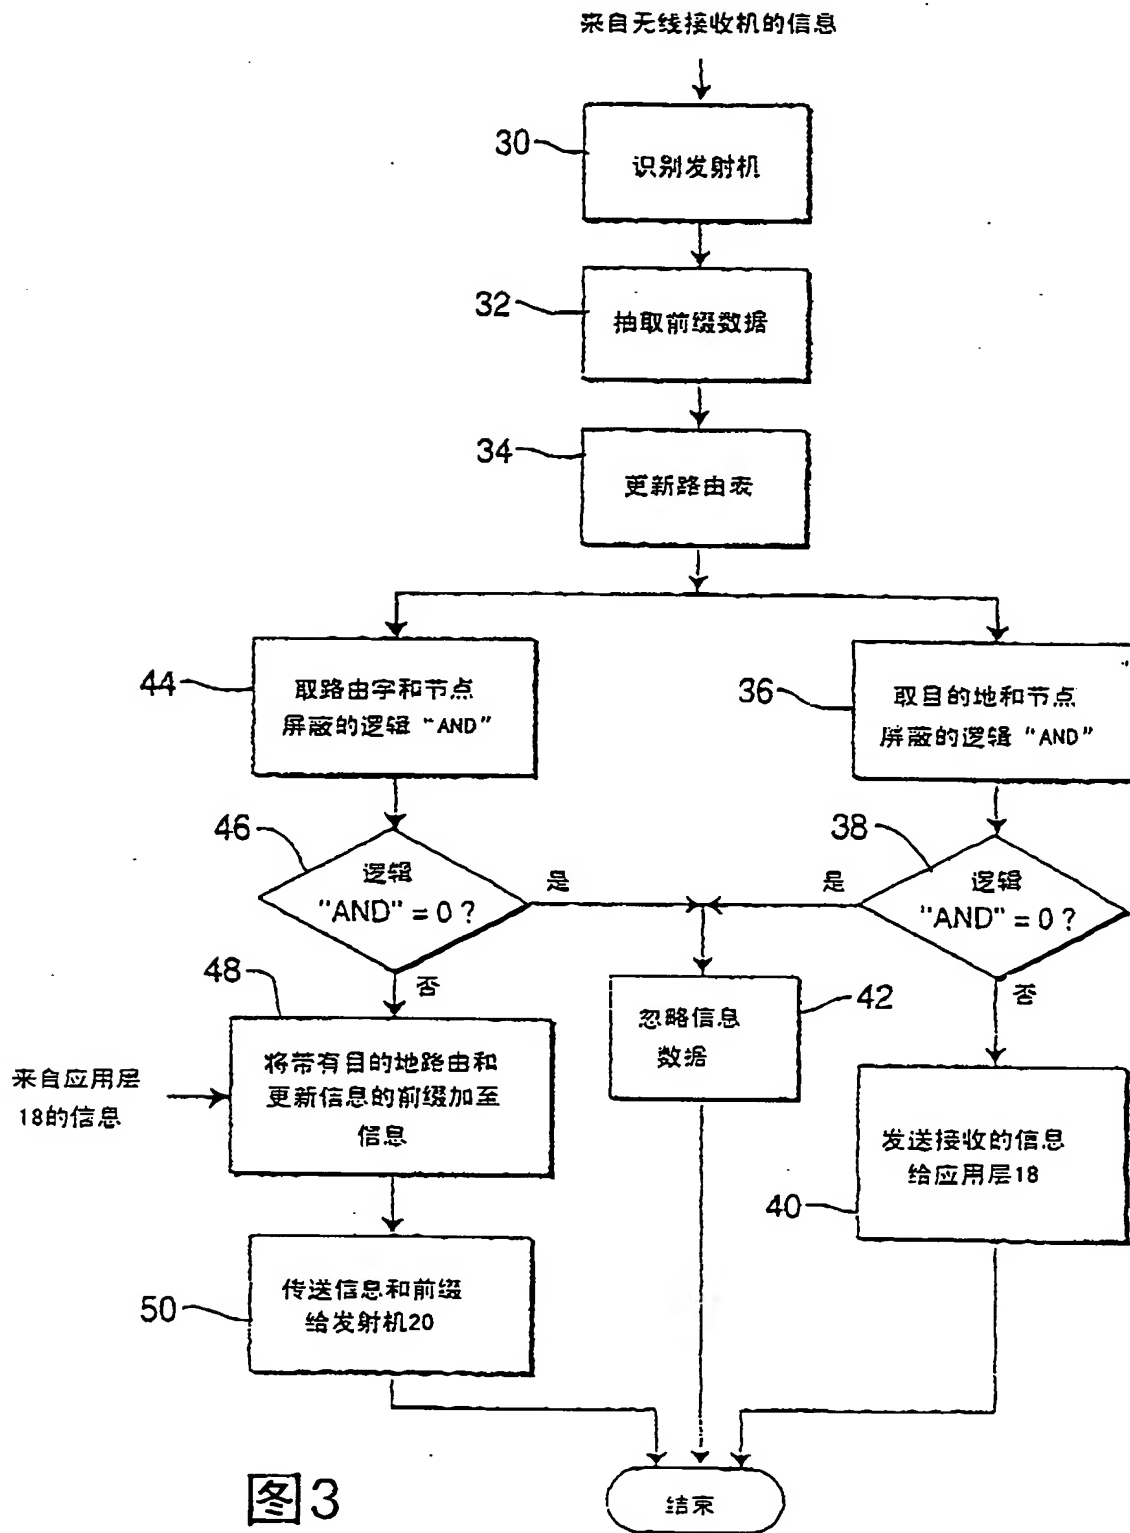 来自无线接收机的信息
30
识别发射机
32
抽取前缀数据
34
更新路由表
44
取路由字和节点
屏蔽的逻辑 "AND"
36
取目的地和节点
屏蔽的逻辑 "AND"
46
逻辑
"AND" = 0 ?
是
38
是
逻辑
"AND" = 0 ?
48
否
否
42
忽略信息
数据
来自应用层
18的信息
将带有目的地路由和
更新信息的前缀加至
信息
发送接收的信息
给应用层18
40
50
传送信息和前缀
给发射机20
图3
结束